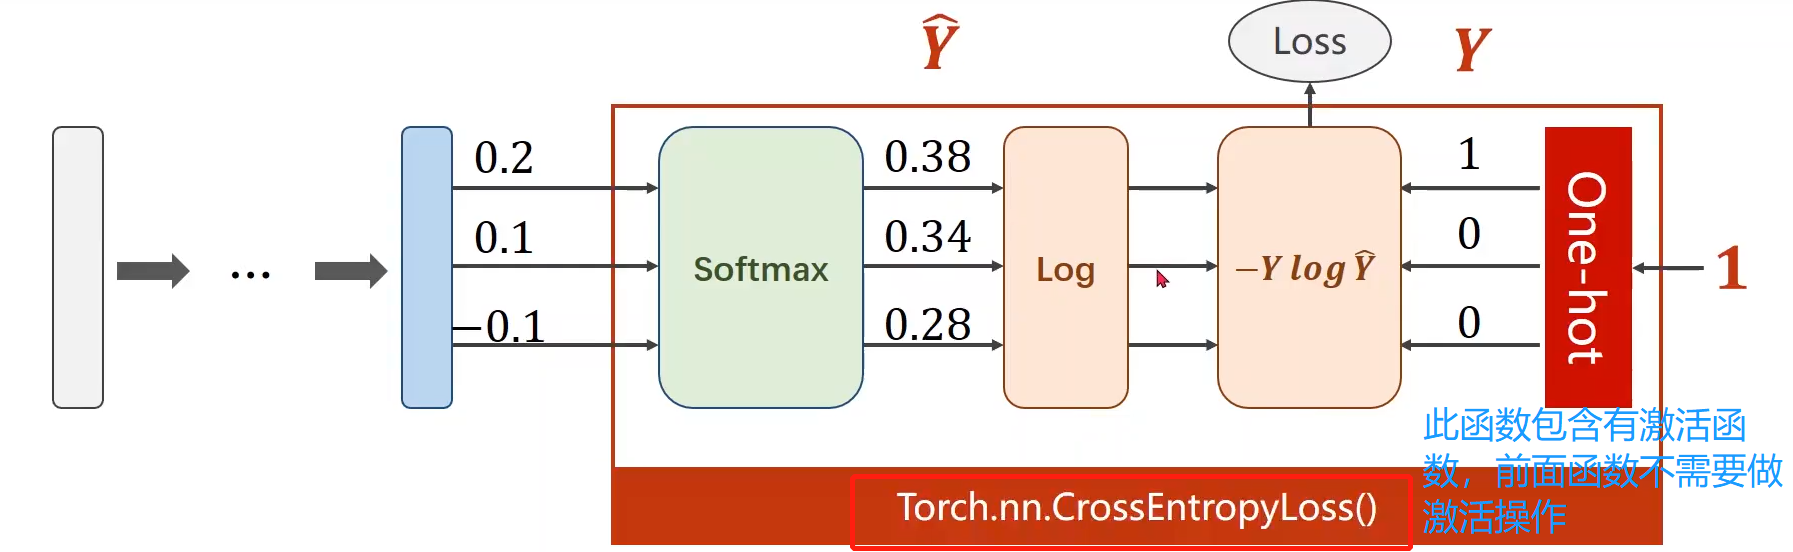 Ŷ
Loss
Y
0.2
0.38
1
0.1
0.34
0
−0.1
0.28
0
...
Softmax
Log
−Y log Ŷ
One-hot
1
此函数包含有激活函
数，前面函数不需要做
激活操作
Torch.nn.CrossEntropyLoss()